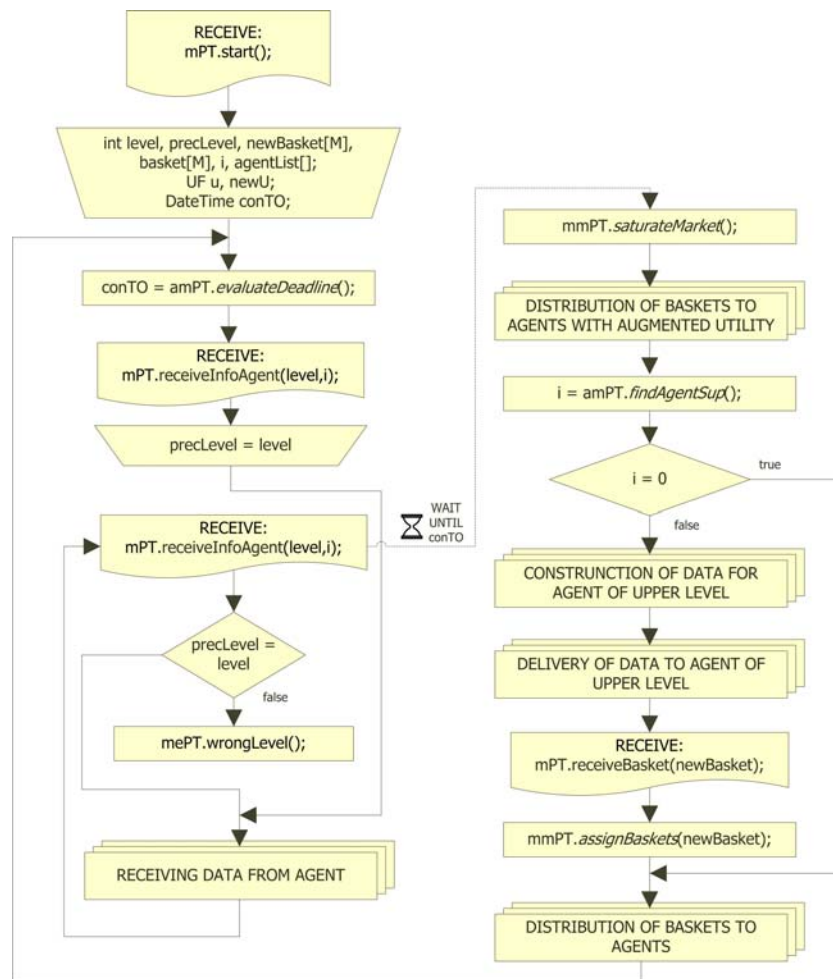 RECEIVE:
mPT.start();
int level, precLevel, newBasket[M],
basket[M], i, agentList[];
UF u, newU;
DateTime conTO;
conTO = amPT.evaluateDeadline();
RECEIVE:
mPT.receiveInfoAgent(level,i);
precLevel = level
RECEIVE:
mPT.receiveInfoAgent(level,i);
WAIT
UNTIL
conTO
precLevel =
level
false
mePT.wrongLevel();
RECEIVING DATA FROM AGENT
mmPT.saturateMarket();
DISTRIBUTION OF BASKETS TO
AGENTS WITH AUGMENTED UTILITY
i = amPT.findAgentSup();
i = 0
true
false
CONSTRUNCTION OF DATA FOR
AGENT OF UPPER LEVEL
DELIVERY OF DATA TO AGENT OF
UPPER LEVEL
RECEIVE:
mPT.receiveBasket(newBasket);
mmPT.assignBaskets(newBasket);
DISTRIBUTION OF BASKETS TO
AGENTS